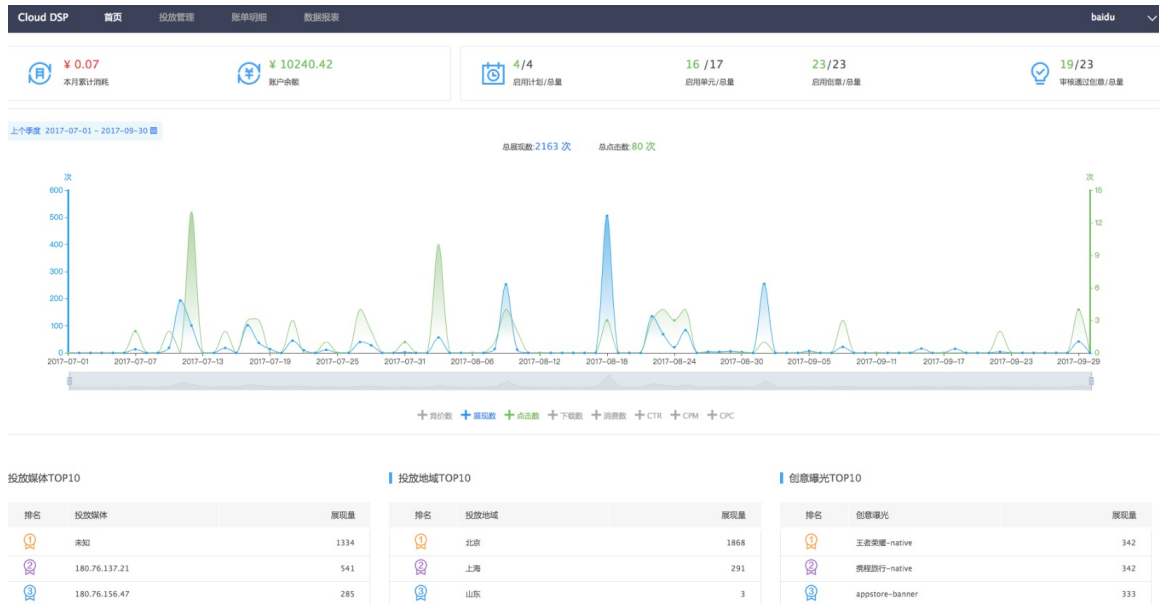 Cloud DSP 首页 投放管理 账单明细 数据报表 baidu
¥ 0.07 ¥ 10240.42 4/4 16 /17 23/23 19/23
本月累计消耗 账户余额 启用计划/总量 启用单元/总量 启用创意/总量 审核通过创意/总量
上个季度 2017-07-01 - 2017-09-30
总展现数:2163 次 总点击数:80 次
次 次
600 15
500 12
400
9
300
6
200
100 3
0 0
2017-07-01 2017-07-07 2017-07-13 2017-07-19 2017-07-25 2017-07-31 2017-08-06 2017-08-12 2017-08-18 2017-08-24 2017-08-30 2017-09-05 2017-09-11 2017-09-17 2017-09-23 2017-09-29
竞价数 展现数 点击数 下载数 消费数 CTR CPM CPC
投放媒体TOP10 投放地域TOP10 创意曝光TOP10
排名 投放媒体 展现量 排名 投放地域 展现量 排名 创意曝光 展现量
1 未知 1334 1 北京 1868 1 王者荣耀-native 342
2 180.76.137.21 541 2 上海 291 2 携程旅行-native 342
3 180.76.156.47 285 3 山东 3 3 appstore-banner 333